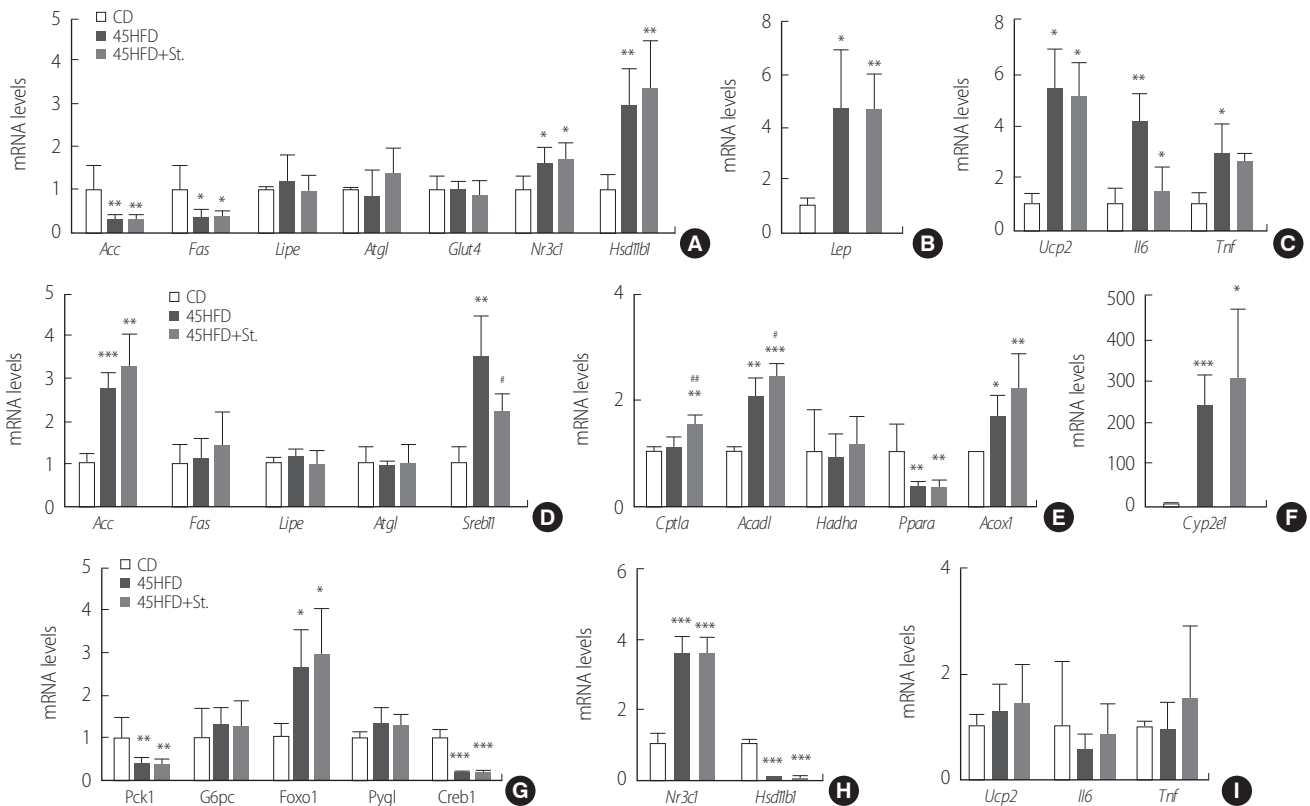 CD
45HFD
45HFD+St.
mRNA levels
5
4
3
2
1
0
** ** * * * * ** **
Acc Fas Lipe Atgl Glut4 Nr3c1 Hsd11b1
A
mRNA levels
8
6
4
2
0
* **
Lep
B
mRNA levels
8
6
4
2
0
* * ** * *
Ucp2 Il6 Tnf
C
CD
45HFD
45HFD+St.
mRNA levels
5
4
3
2
1
0
*** ** ** #
Acc Fas Lipe Atgl Srebf1
D
mRNA levels
4
2
0
## #
** ** *** ** ** * **
Cpt1a Acadl Hadha Ppara Acox1
E
mRNA levels
500
400
300
200
100
0
*** *
Cyp2e1
F
CD
45HFD
45HFD+St.
mRNA levels
5
4
3
2
1
0
** ** * * *** ***
Pck1 G6pc Foxo1 Pygl Creb1
G
mRNA levels
6
4
2
0
*** *** *** ***
Nr3c1 Hsd11b1
H
mRNA levels
4
2
0
Ucp2 Il6 Tnf
I